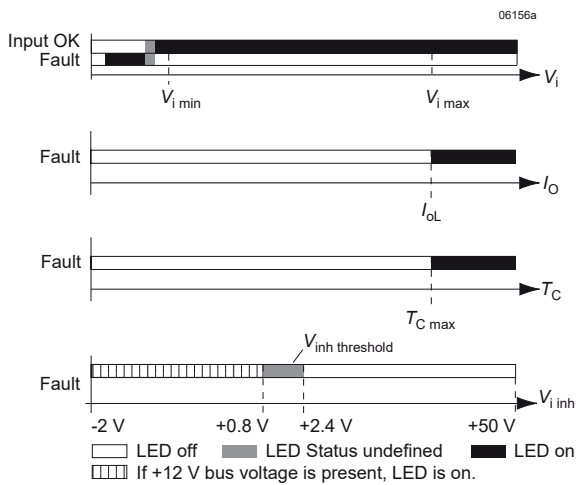 06156a
Input OK
Fault
Vi
Vi min
Vi max
Fault
IO
IoL
Fault
TC
TC max
Vinh threshold
Fault
Vi inh
-2 V
+0.8 V
+2.4 V
+50 V
LED off
LED Status undefined
LED on
If +12 V bus voltage is present, LED is on.